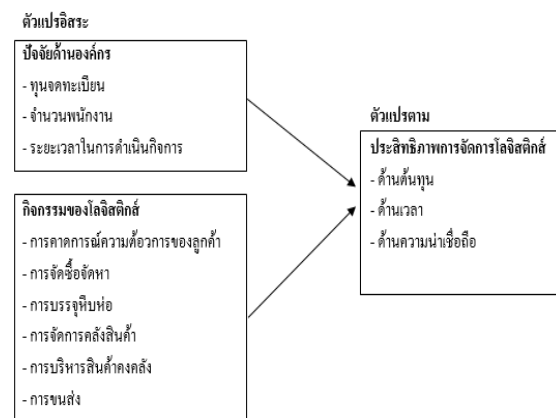 ตัวแปรอิสระ
ปัจจัยด้านองค์กร
- ทุนจดทะเบียน
- จำนวนพนักงาน
- ระยะเวลาในการดำเนินกิจการ
กิจกรรมของโลจิสติกส์
- การคาดการณ์ความต้อวการของลูกค้า
- การจัดซื้อจัดหา
- การบรรจุหีบห่อ
- การจัดการคลังสินค้า
- การบริหารสินค้าคงคลัง
- การขนส่ง
ตัวแปรตาม
ประสิทธิภาพการจัดการโลจิสติกส์
- ด้านต้นทุน
- ด้านเวลา
- ด้านความน่าเชื่อถือ